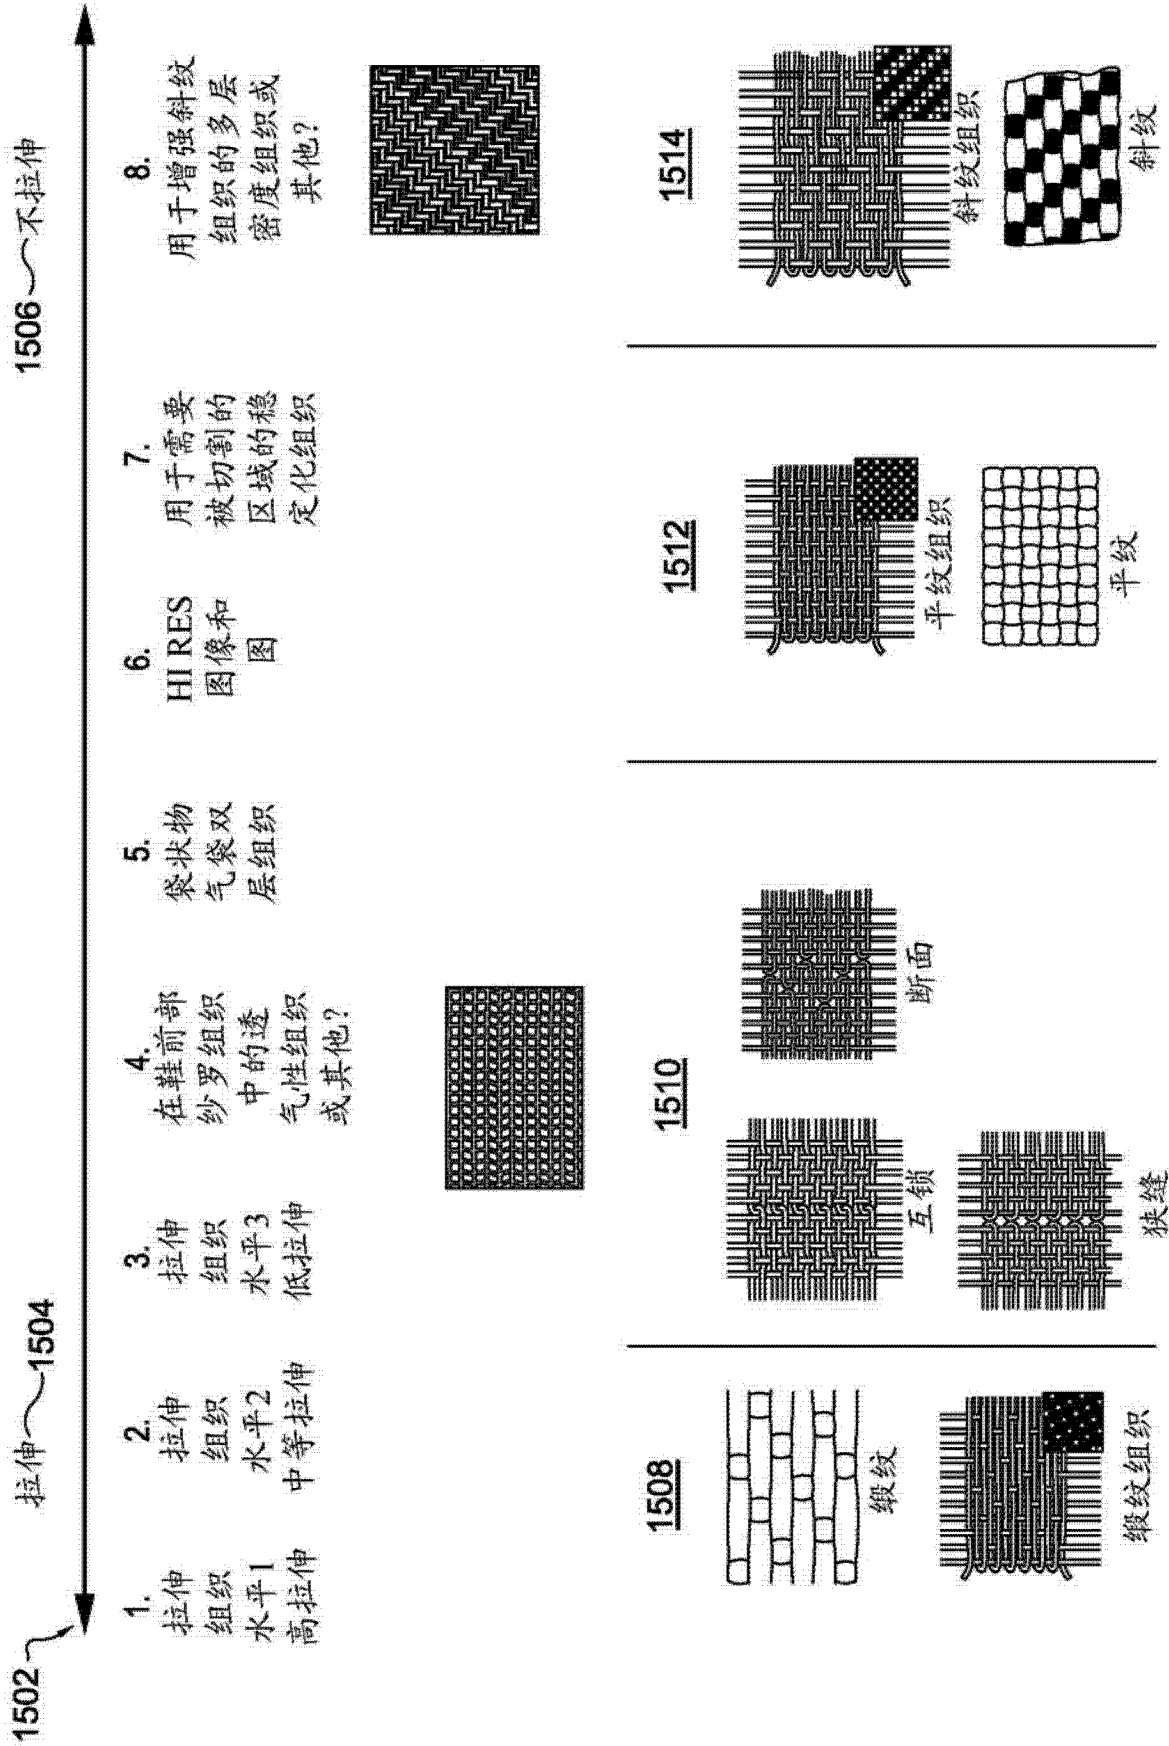 1502
拉伸
1504
1506
不拉伸
1.
拉伸
组织
水平1
高拉伸
2.
拉伸
组织
水平2
中等拉伸
3.
拉伸
组织
水平3
低拉伸
4.
在鞋前部
纱罗组织
中的透
气性组织
或其他?
5.
袋状物
气袋双
层组织
6.
HI RES
图像和
图
7.
用于需要
被切割的
区域的稳
定化组织
8.
用于增强斜纹
组织的多层
密度组织或
其他?
1508
缎纹
缎纹组织
1510
互锁
断面
狭缝
1512
平纹组织
平纹
1514
斜纹组织
斜纹